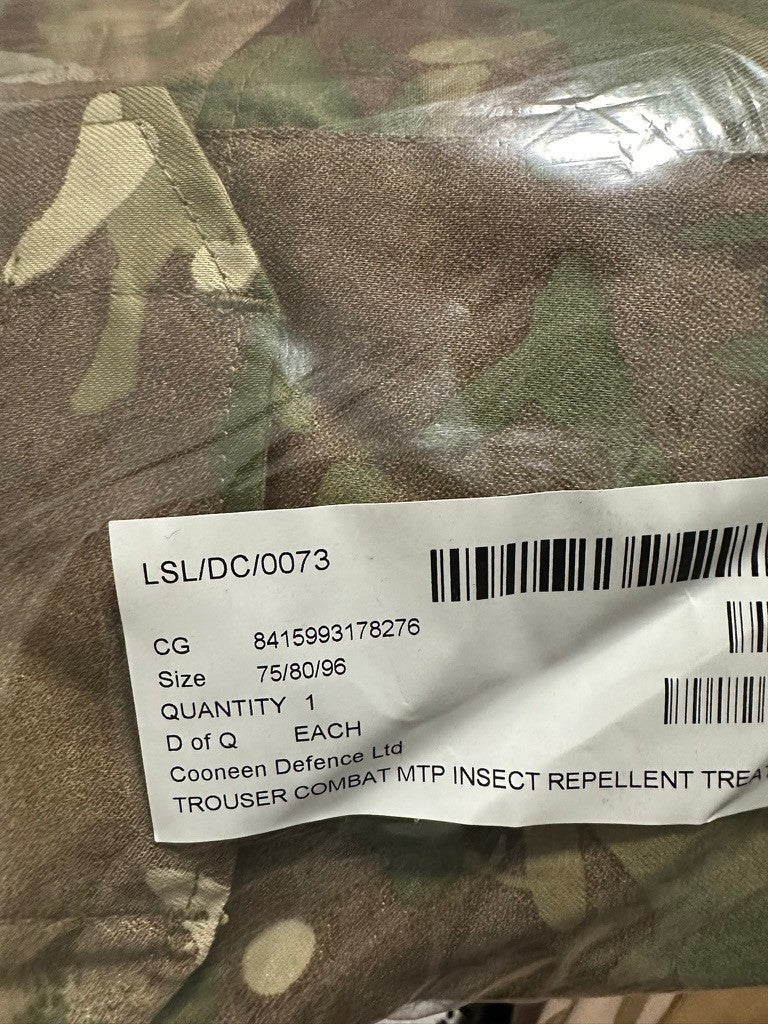 LSL/DC/0073
CG 8415993178276
Size 75/80/96
QUANTITY 1
D of Q EACH
Cooneen Defence Ltd
TROUSER COMBAT MTP INSECT REPELLENT TREA